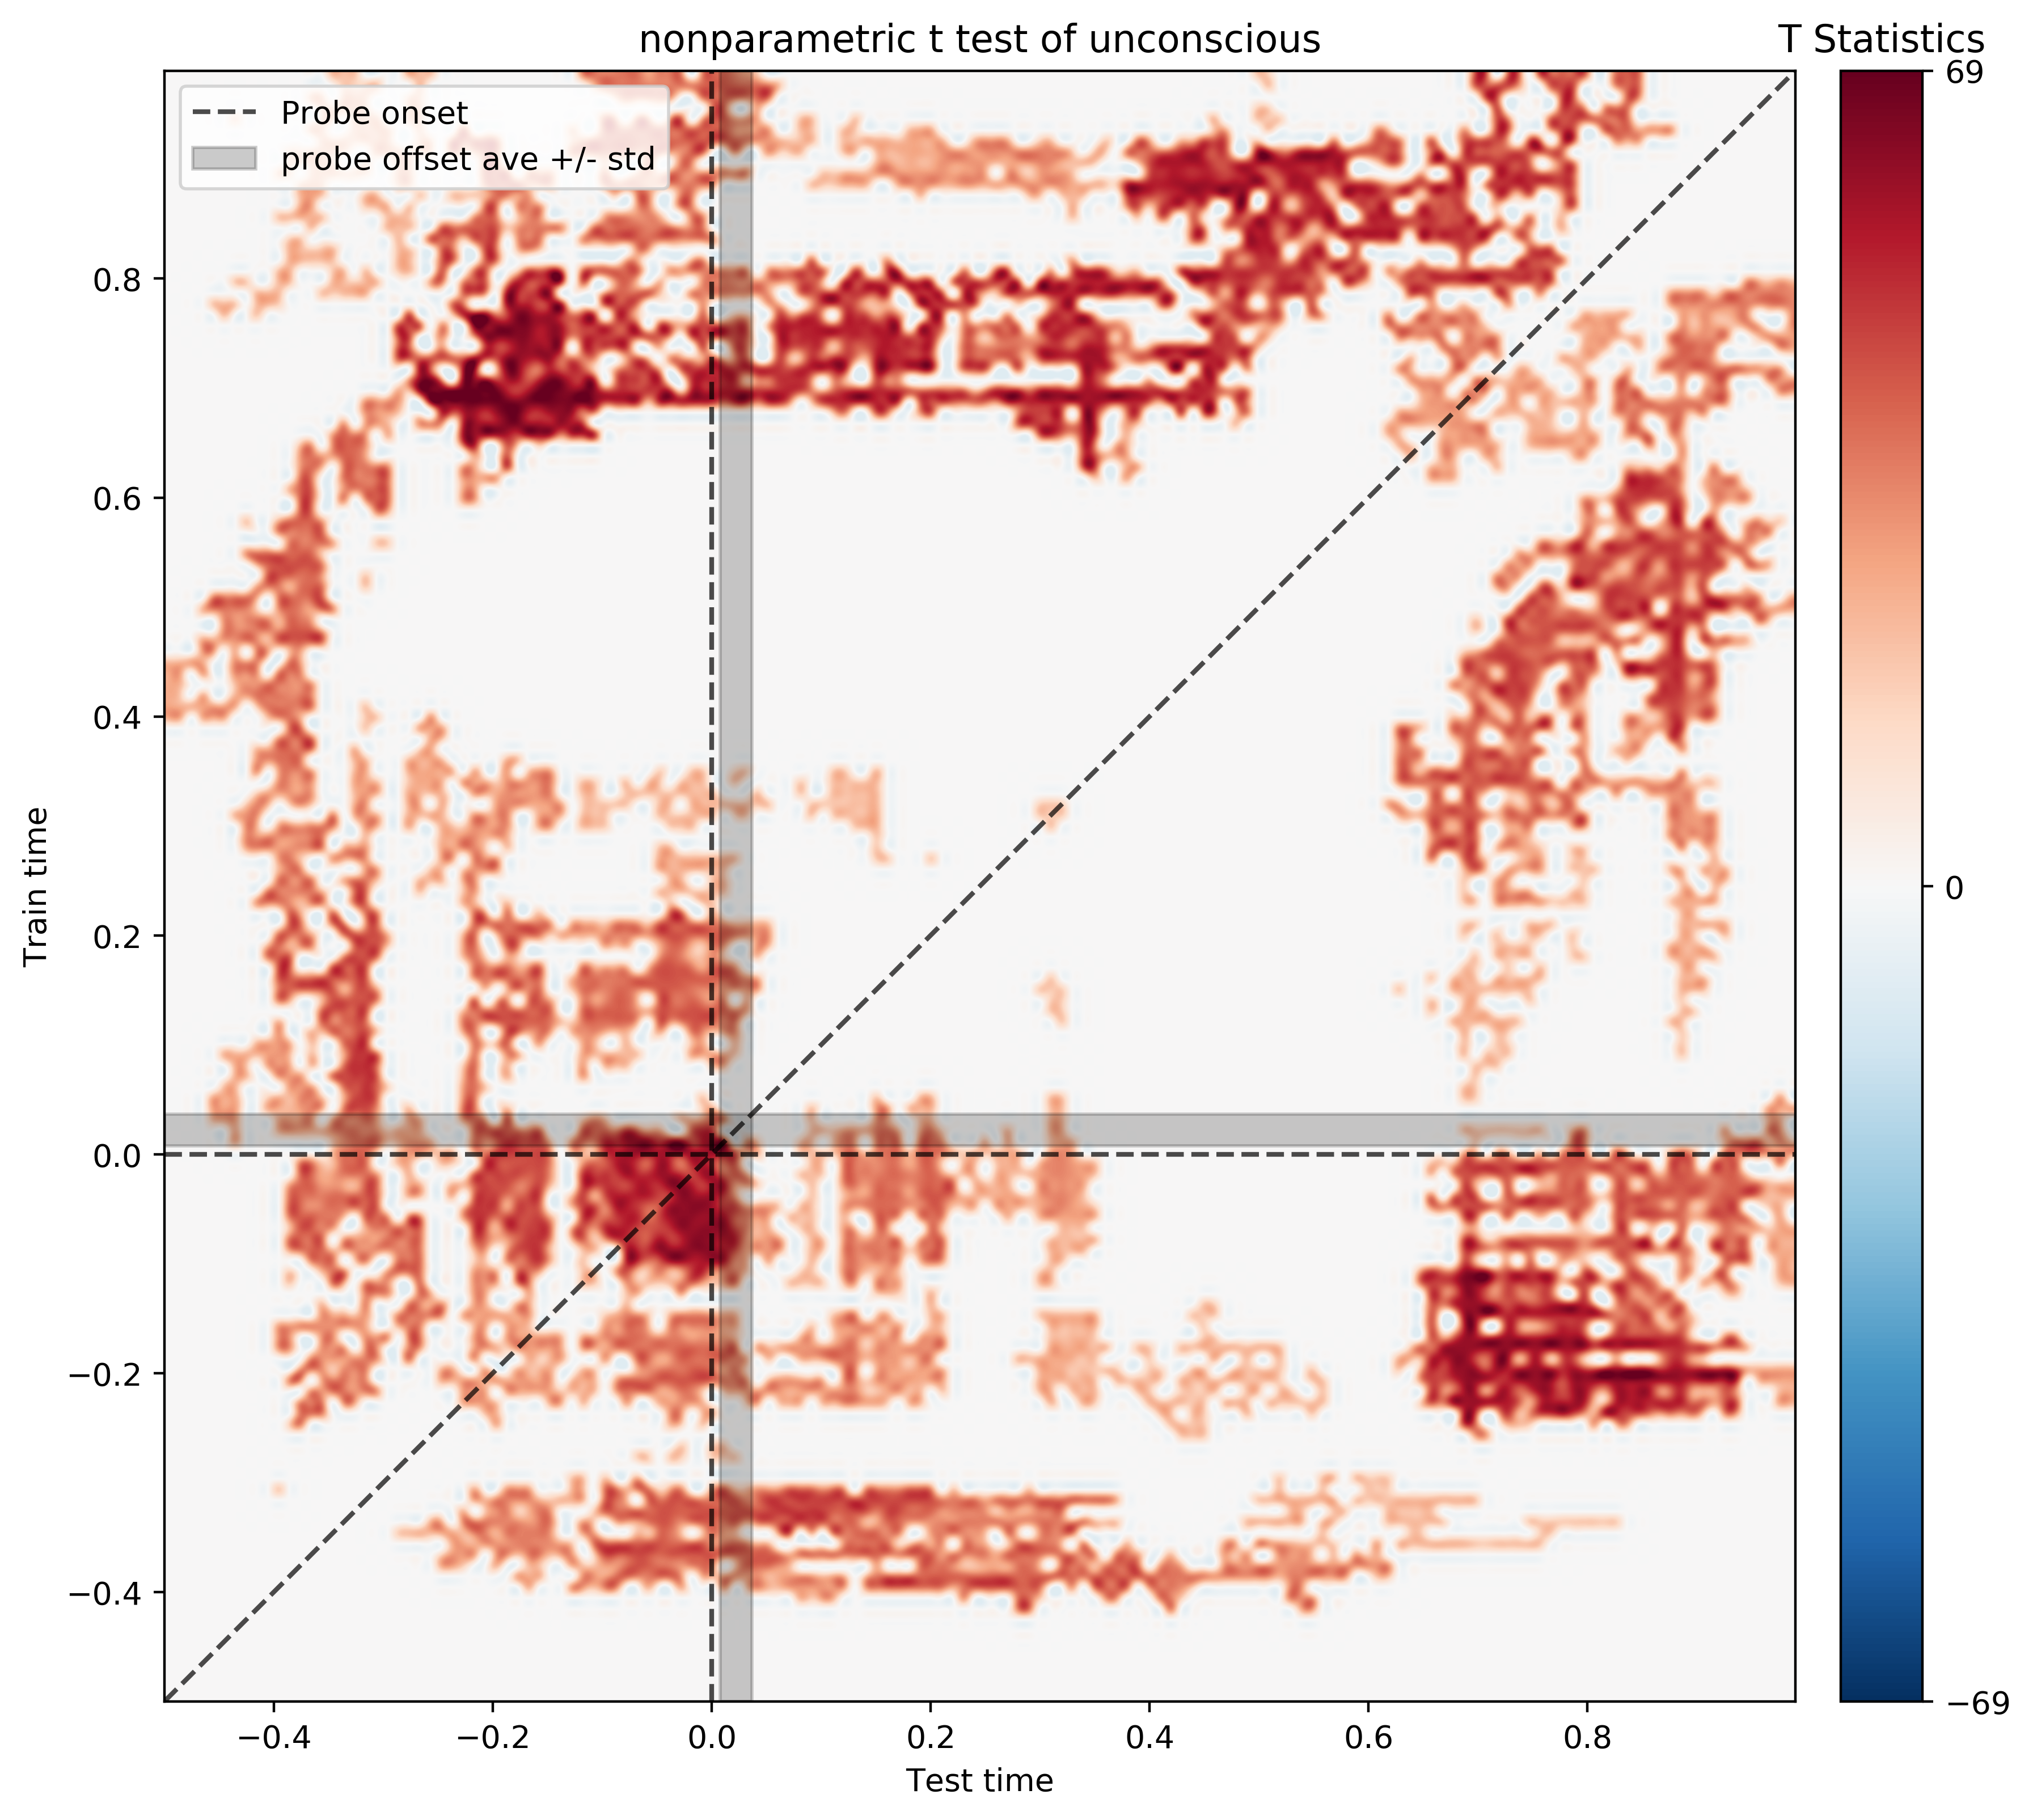 nonparametric t test of unconscious
T Statistics
Probe onset
probe offset ave +/- std
69
0
−69
Train time
0.8
0.6
0.4
0.2
0.0
−0.2
−0.4
−0.4
−0.2
0.0
0.2
0.4
0.6
0.8
Test time